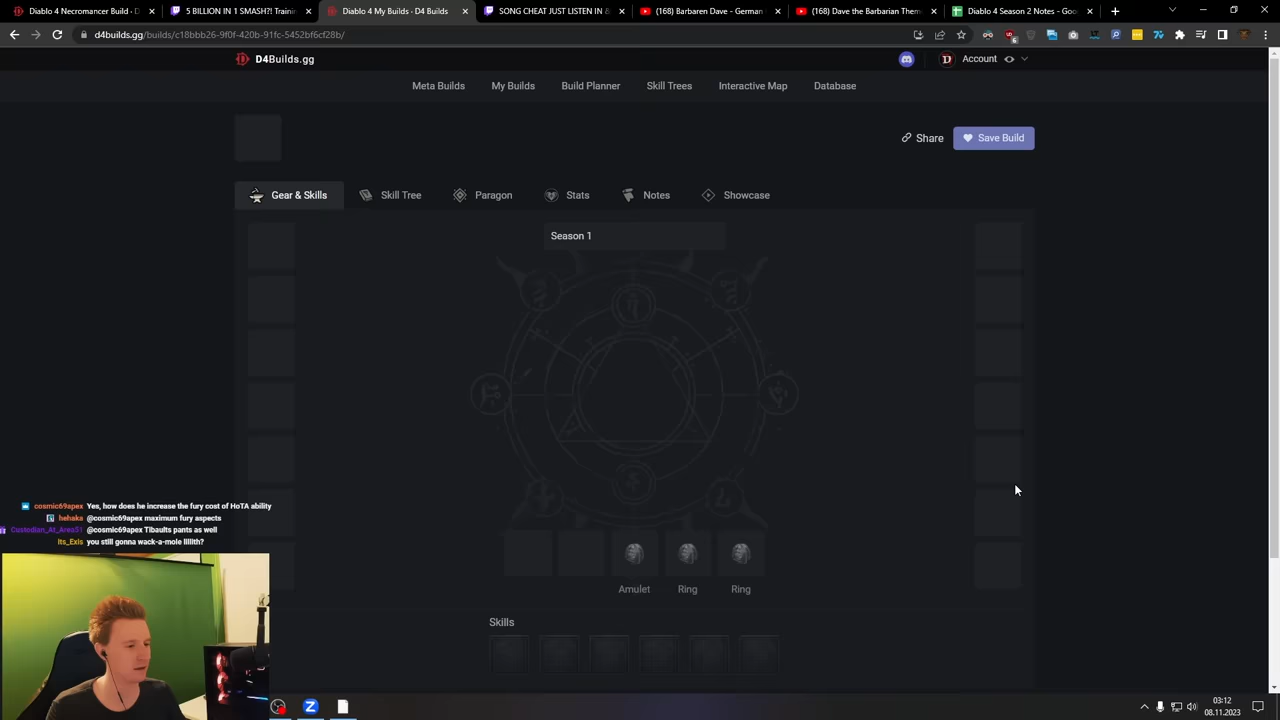 Diablo 4 Necromancer Build - D
5 BILLION IN 1 SMASH?! Trainin
Diablo 4 My Builds - D4 Builds
SONG CHEAT JUST LISTEN IN &
(168) Barbaren Dave - German
(168) Dave the Barbarian Them
Diablo 4 Season 2 Notes - Goo
d4builds.gg/builds/c18bbb26-9f0f-420b-91fc-5452bf6cf28b/
D4Builds.gg
Account
Meta Builds
My Builds
Build Planner
Skill Trees
Interactive Map
Database
Share
Save Build
Gear & Skills
Skill Tree
Paragon
Stats
Notes
Showcase
Season 1
cosmic69apex Yes, how does he increase the fury cost of HoTA ability
hehaka @cosmic69apex maximum fury aspects
Custodian_At_Area51 @cosmic69apex Tibaults pants as well
Its_Exis you still gonna wack-a-mole lillith?
Amulet
Ring
Ring
Skills
03:12
08.11.2023